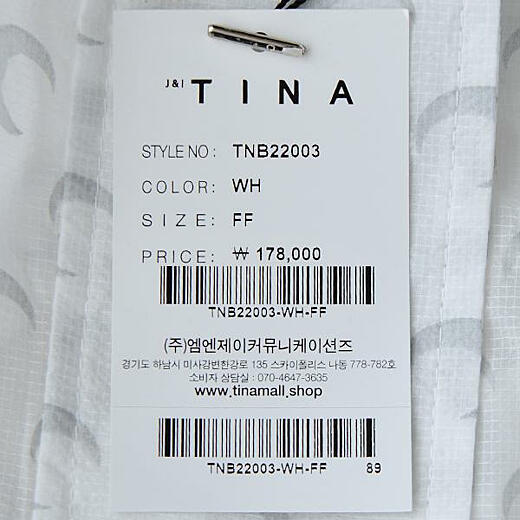 J&I TINA
STYLE NO: TNB22003
COLOR: WH
SIZE: FF
PRICE: ₩ 178,000
TNB22003-WH-FF
(주)엠엔제이커뮤니케이션즈
경기도 하남시 미사강변한강로 135 스카이폴리스 나동 778-782호
소비자 상담실 : 070-4647-3635
www.tinamall.shop
TNB22003-WH-FF 89